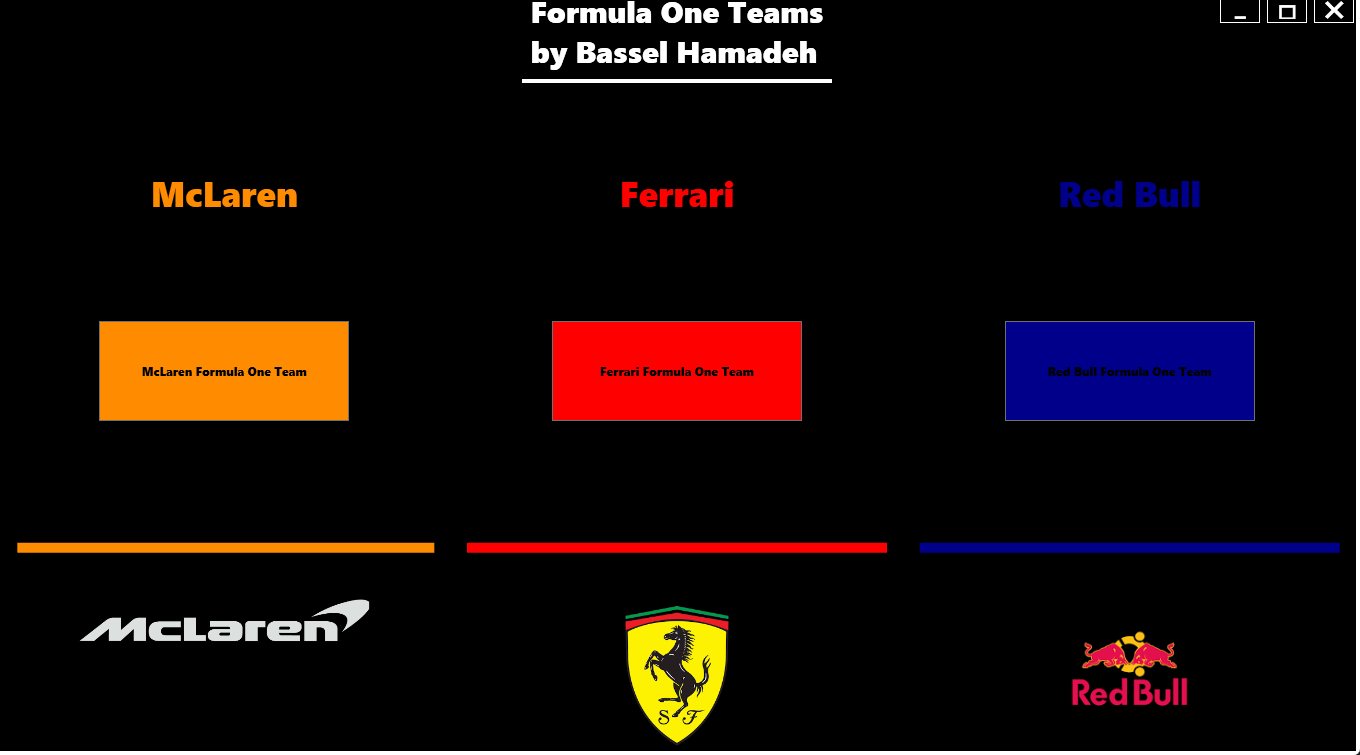 Formula One Teams
by Bassel Hamadeh
McLaren
Ferrari
Red Bull
McLaren Formula One Team
Ferrari Formula One Team
Red Bull Formula One Team
McLaren
S F
Red Bull